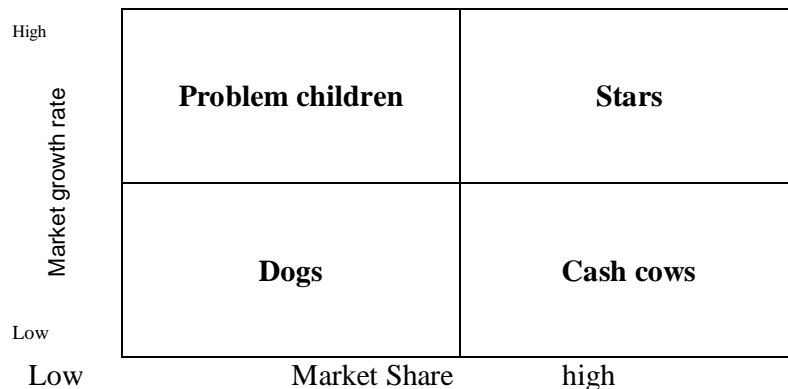 High
Problem children Stars
Market growth rate
Dogs Cash cows
Low
Low Market Share high